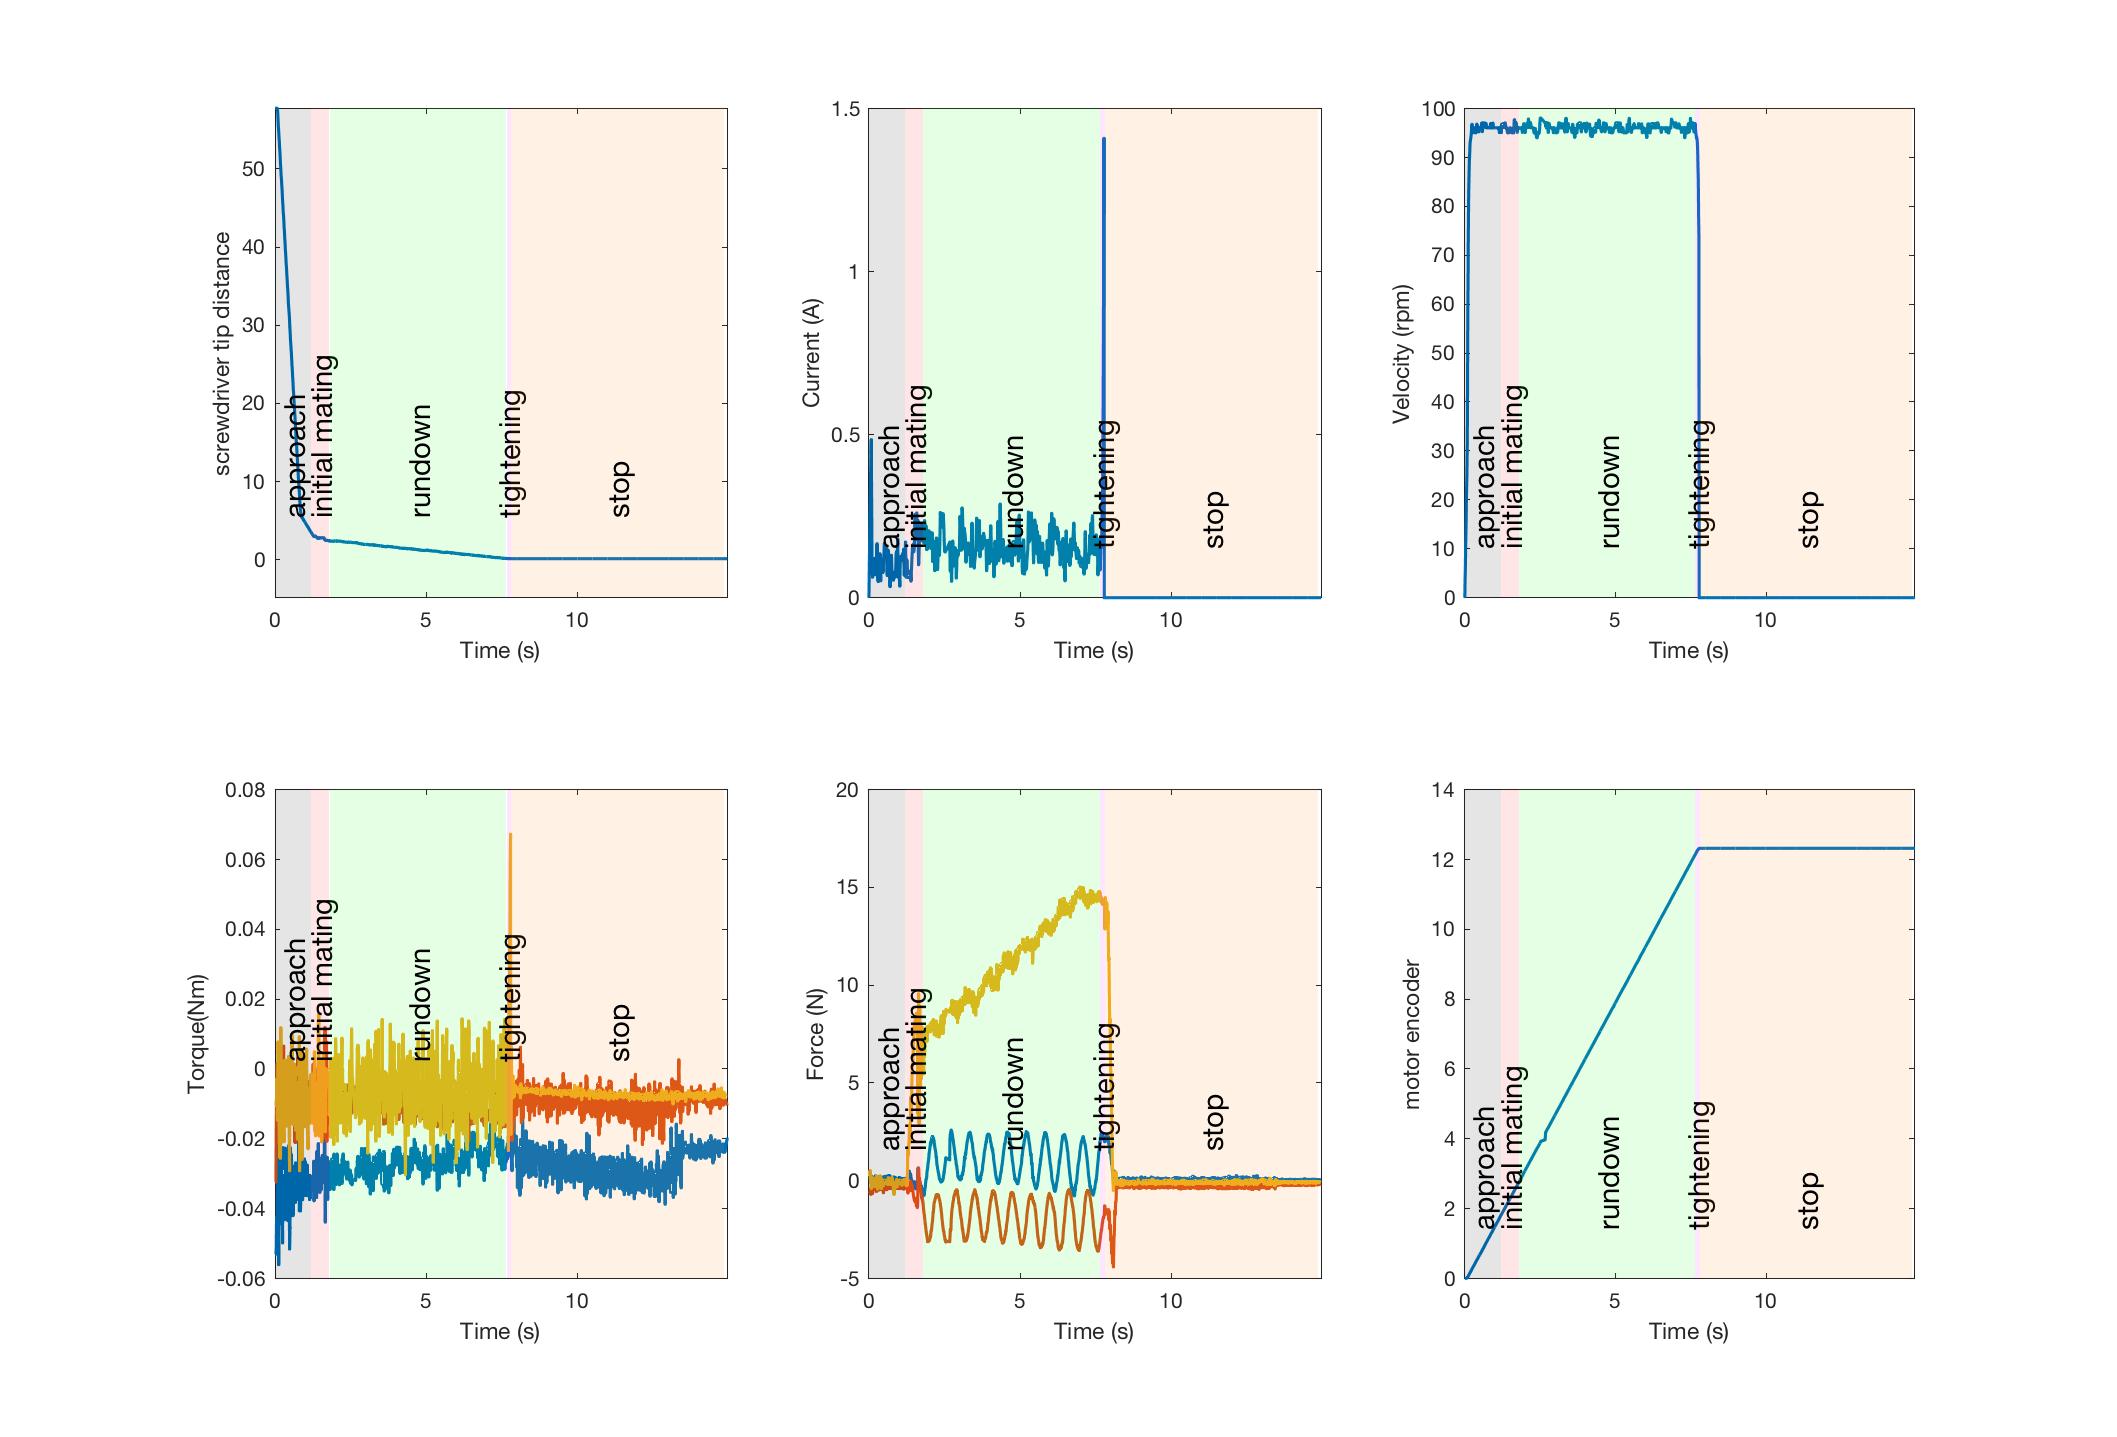 screwdriver tip distance
50
40
30
20
10
0
approach
initial mating
rundown
tightening
stop
0 5 10
Time (s)
Current (A)
1.5
1
0.5
0
approach
initial mating
rundown
tightening
stop
0 5 10
Time (s)
Velocity (rpm)
100
90
80
70
60
50
40
30
20
10
0
approach
initial mating
rundown
tightening
stop
0 5 10
Time (s)
Torque(Nm)
0.08
0.06
0.04
0.02
0
-0.02
-0.04
-0.06
approach
initial mating
rundown
tightening
stop
0 5 10
Time (s)
Force (N)
20
15
10
5
0
-5
approach
initial mating
rundown
tightening
stop
0 5 10
Time (s)
motor encoder
14
12
10
8
6
4
2
0
approach
initial mating
rundown
tightening
stop
0 5 10
Time (s)